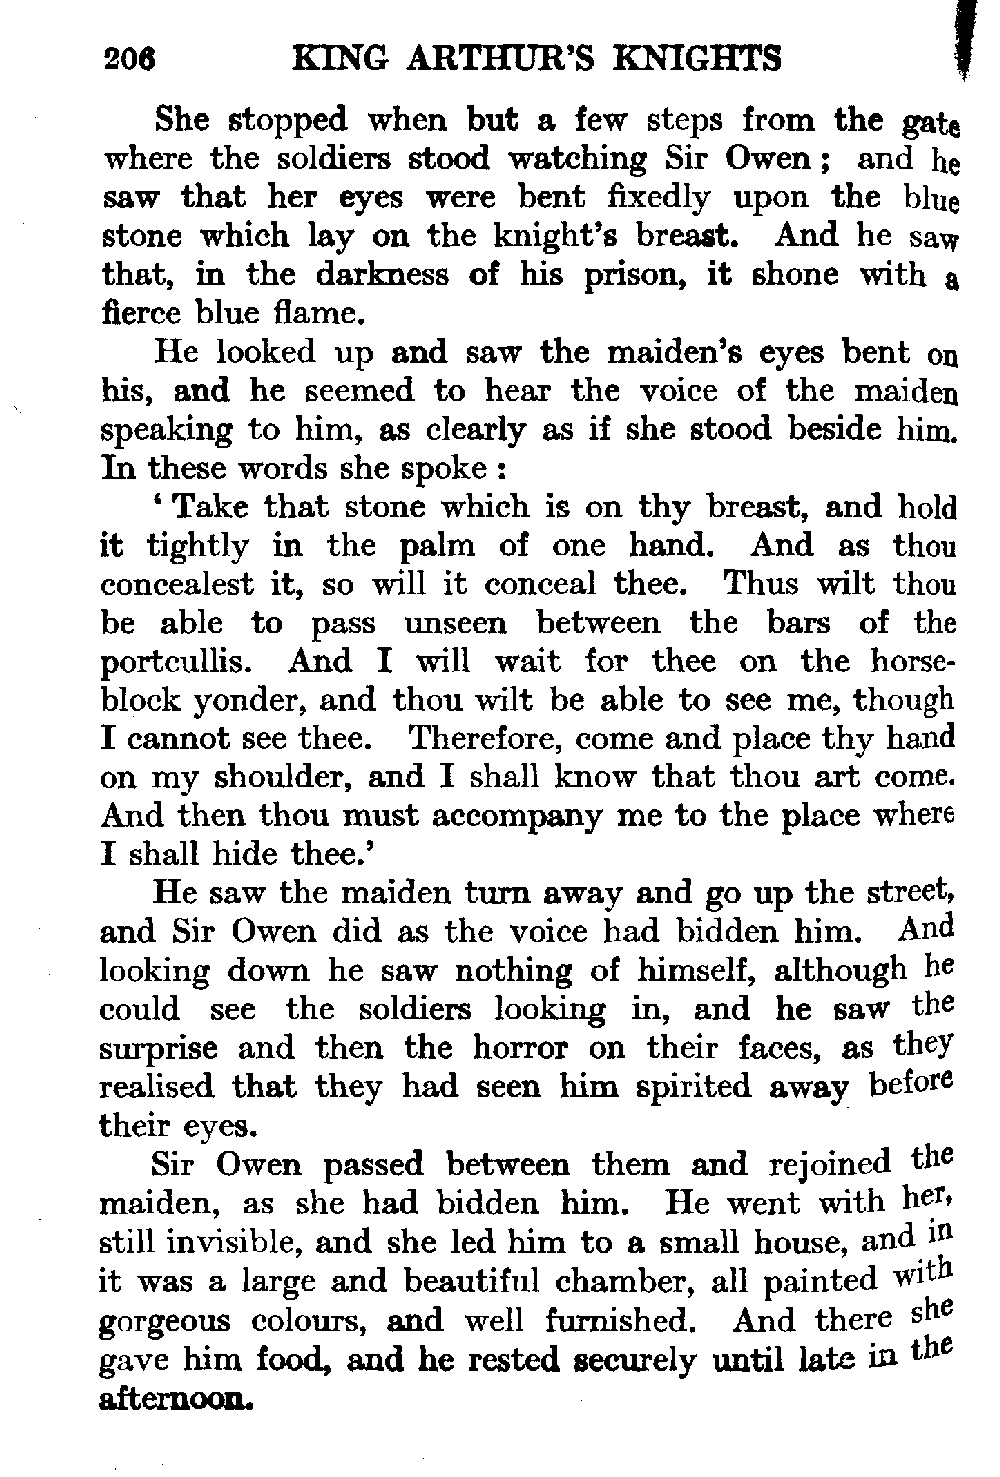 206 KING ARTHUR'S KNIGHTS
She stopped when but a few steps from the gate
where the soldiers stood watching Sir Owen ; and he
saw that her eyes were bent fixedly upon the blue
stone which lay on the knight's breast. And he saw
that, in the darkness of his prison, it shone with a
fierce blue flame.
He looked up and saw the maiden's eyes bent on
his, and he seemed to hear the voice of the maiden
speaking to him, as clearly as if she stood beside him.
In these words she spoke :
‘ Take that stone which is on thy breast, and hold
it tightly in the palm of one hand. And as thou
concealest it, so will it conceal thee. Thus wilt thou
be able to pass unseen between the bars of the
portcullis. And I will wait for thee on the horse-
block yonder, and thou wilt be able to see me, though
I cannot see thee. Therefore, come and place thy hand
on my shoulder, and I shall know that thou art come.
And then thou must accompany me to the place where
I shall hide thee.’
He saw the maiden turn away and go up the street,
and Sir Owen did as the voice had bidden him. And
looking down he saw nothing of himself, although he
could see the soldiers looking in, and he saw the
surprise and then the horror on their faces, as they
realised that they had seen him spirited away before
their eyes.
Sir Owen passed between them and rejoined the
maiden, as she had bidden him. He went with her,
still invisible, and she led him to a small house, and in
it was a large and beautiful chamber, all painted with
gorgeous colours, and well furnished. And there she
gave him food, and he rested securely until late in the
afternoon.